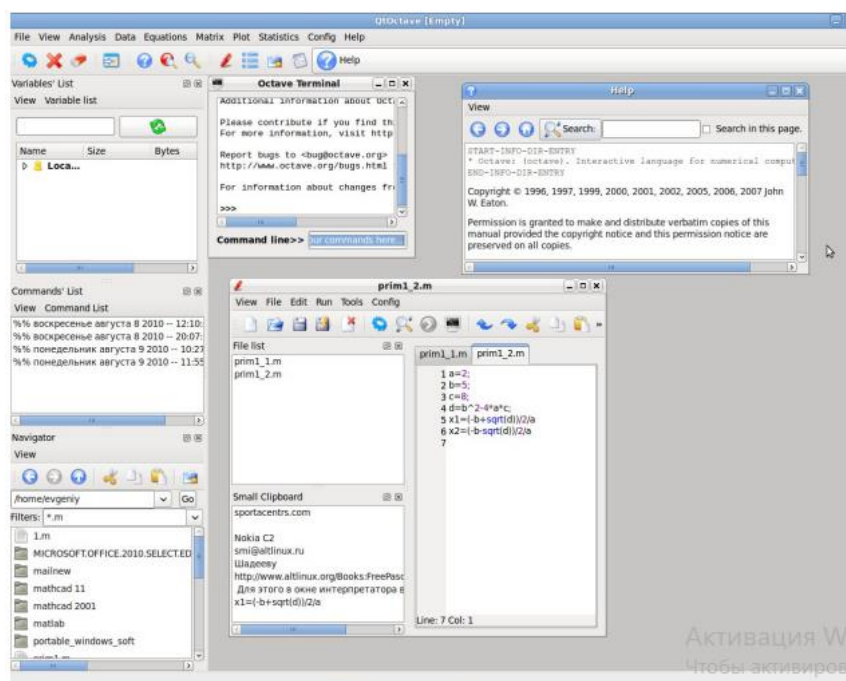 QtOctave [Empty]
File View Analysis Data Equations Matrix Plot Statistics Config Help
Help
Variables' List
View Variable list
Name Size Bytes
Loca...
Commands' List
View Command List
%% воскресенье августа 8 2010 -- 12:10:
%% воскресенье августа 8 2010 -- 20:07:
%% понедельник августа 9 2010 -- 10:27
%% понедельник августа 9 2010 -- 11:55
Navigator
View
/home/evgeniy Go
Filters: *.m
1.m
MICROSOFT.OFFICE.2010.SELECT.ED
mailnew
mathcad 11
mathcad 2001
matlab
portable_windows_soft
prim1.m
Octave Terminal
Additional information about Oct
Please contribute if you find th
For more information, visit http
Report bugs to <bug@octave.org>
http://www.octave.org/bugs.html
For information about changes fr
>>>
Command line>> our commands here...
Help
View
Search: Search in this page.
START-INFO-DIR-ENTRY
* Octave: (octave). Interactive language for numerical comput
END-INFO-DIR-ENTRY
Copyright © 1996, 1997, 1999, 2000, 2001, 2002, 2005, 2006, 2007 John
W. Eaton.
Permission is granted to make and distribute verbatim copies of this
manual provided the copyright notice and this permission notice are
preserved on all copies.
prim1_2.m
View File Edit Run Tools Config
File list
prim1_1.m
prim1_2.m
Small Clipboard
sportacentrs.com
Nokia C2
smi@altlinux.ru
Шадееву
http://www.altlinux.org/Books:FreePasc
Для этого в окне интерпретатора в
x1=(-b+sqrt(d))/2/a
prim1_1.m prim1_2.m
1 a=2;
2 b=5;
3 c=8;
4 d=b^2-4*a*c;
5 x1=(-b+sqrt(d))/2/a
6 x2=(-b-sqrt(d))/2/a
7
Line: 7 Col: 1
Активация W
Чтобы активиров